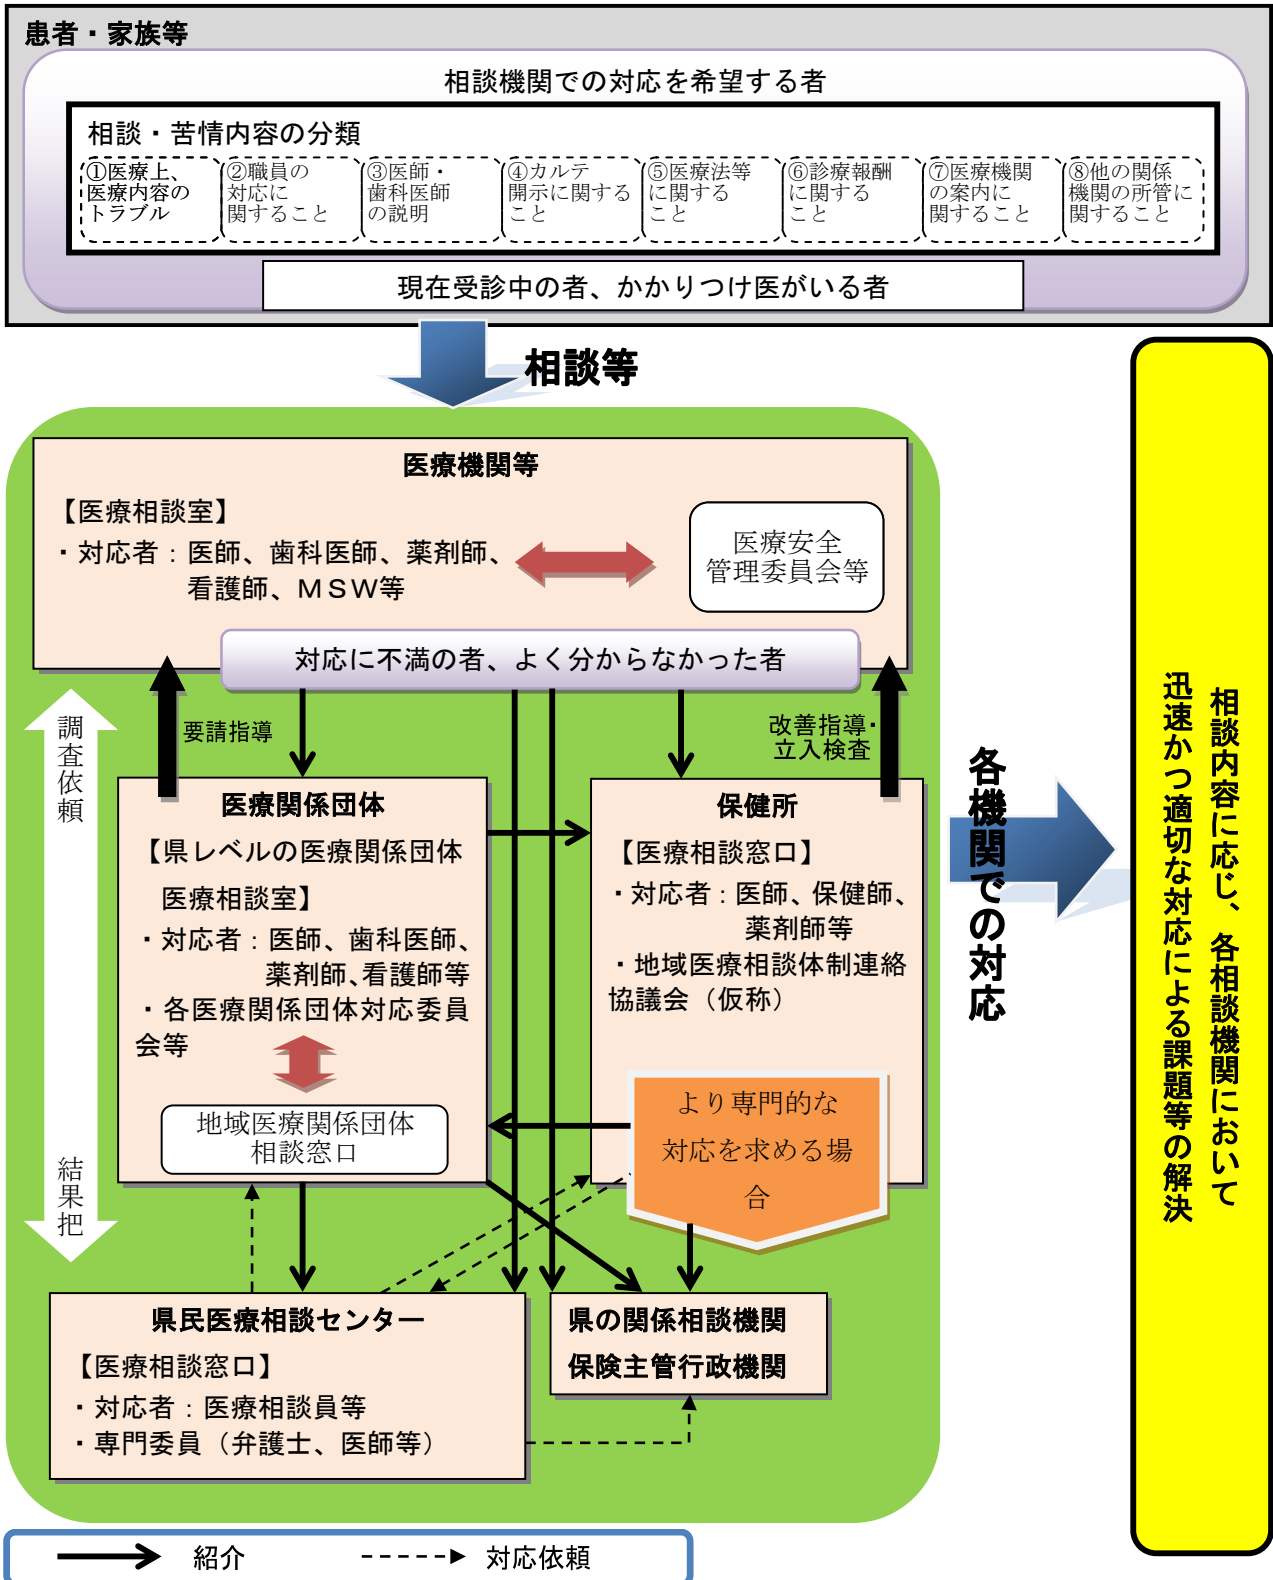 患者・家族等
相談機関での対応を希望する者
相談・苦情内容の分類
①医療上、
医療内容の
トラブル
②職員の
対応に
関すること
③医師・
歯科医師
の説明
④カルテ
開示に関する
こと
⑤医療法等
に関する
こと
⑥診療報酬
に関する
こと
⑦医療機関
の案内に
関すること
⑧他の関係
機関の所管に
関すること
現在受診中の者、かかりつけ医がいる者
相談等
医療機関等
【医療相談室】
・対応者：医師、歯科医師、薬剤師、
看護師、ＭＳＷ等
医療安全
管理委員会等
対応に不満の者、よく分からなかった者
調査依頼
結果把
要請指導
改善指導・
立入検査
医療関係団体
【県レベルの医療関係団体
医療相談室】
・対応者：医師、歯科医師、
薬剤師、看護師等
・各医療関係団体対応委員
会等
地域医療関係団体
相談窓口
保健所
【医療相談窓口】
・対応者：医師、保健師、
薬剤師等
・地域医療相談体制連絡
協議会（仮称）
より専門的な
対応を求める場
合
県民医療相談センター
【医療相談窓口】
・対応者：医療相談員等
・専門委員（弁護士、医師等）
県の関係相談機関
保険主管行政機関
各機関での対応
相談内容に応じ、各相談機関において
迅速かつ適切な対応による課題等の解決
紹介
対応依頼